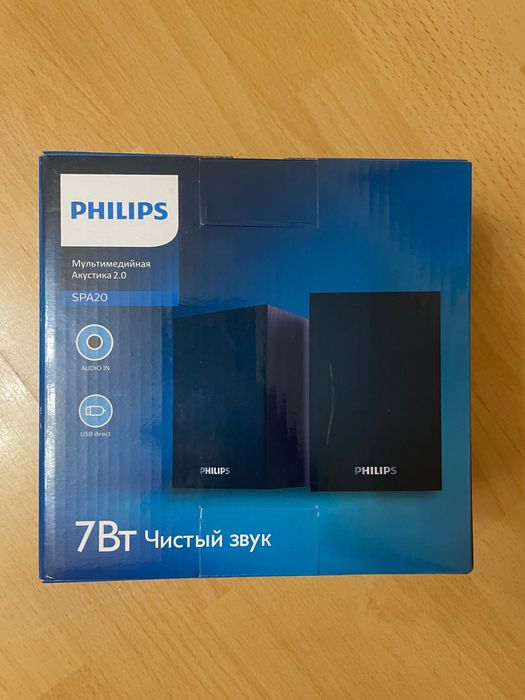 PHILIPS
Мультимедийная
Акустика 2.0
SPA20
AUDIO IN
USB direct
PHILIPS
PHILIPS
7Вт Чистый звук